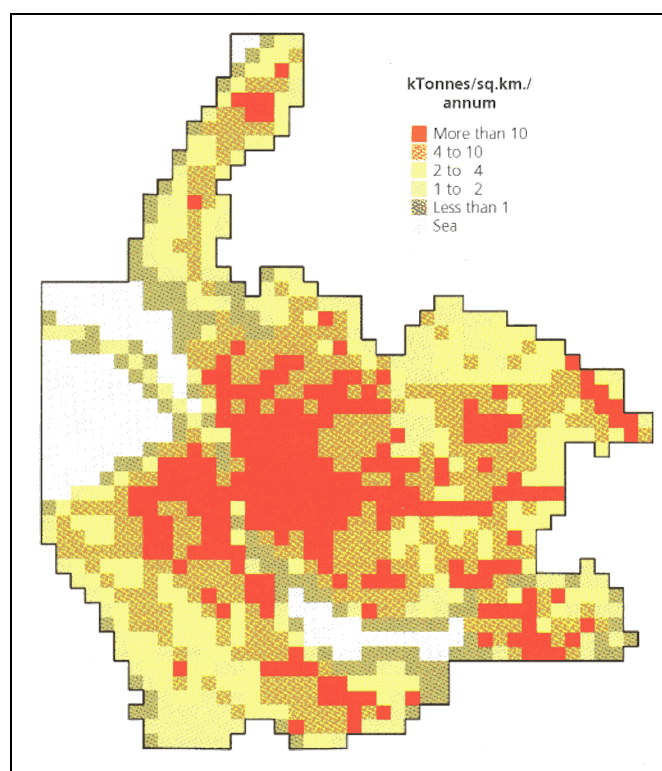 kTonnes/sq.km./
annum
More than 10
4 to 10
2 to 4
1 to 2
Less than 1
Sea